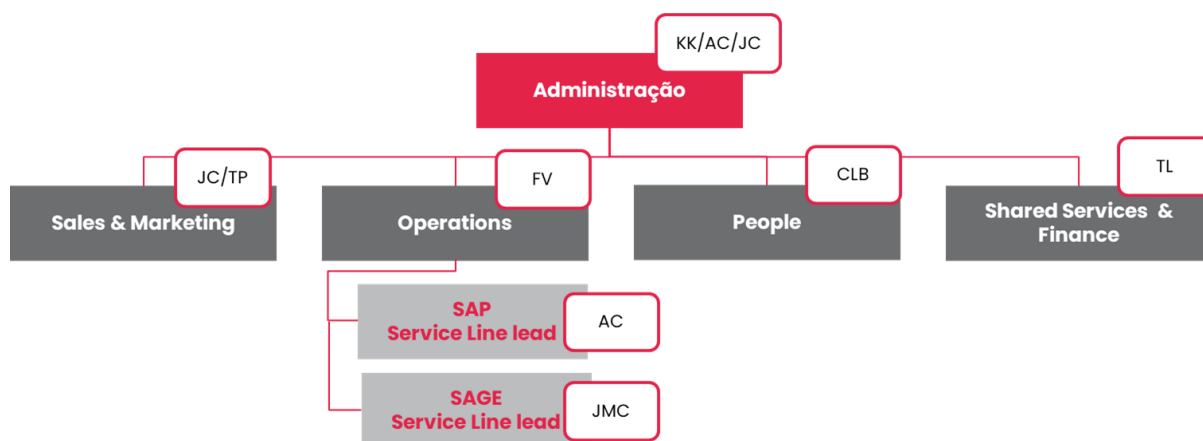 KK/AC/JC
Administração
JC/TP
Sales & Marketing
FV
Operations
CLB
People
TL
Shared Services &
Finance
SAP
Service Line lead
AC
SAGE
Service Line lead
JMC